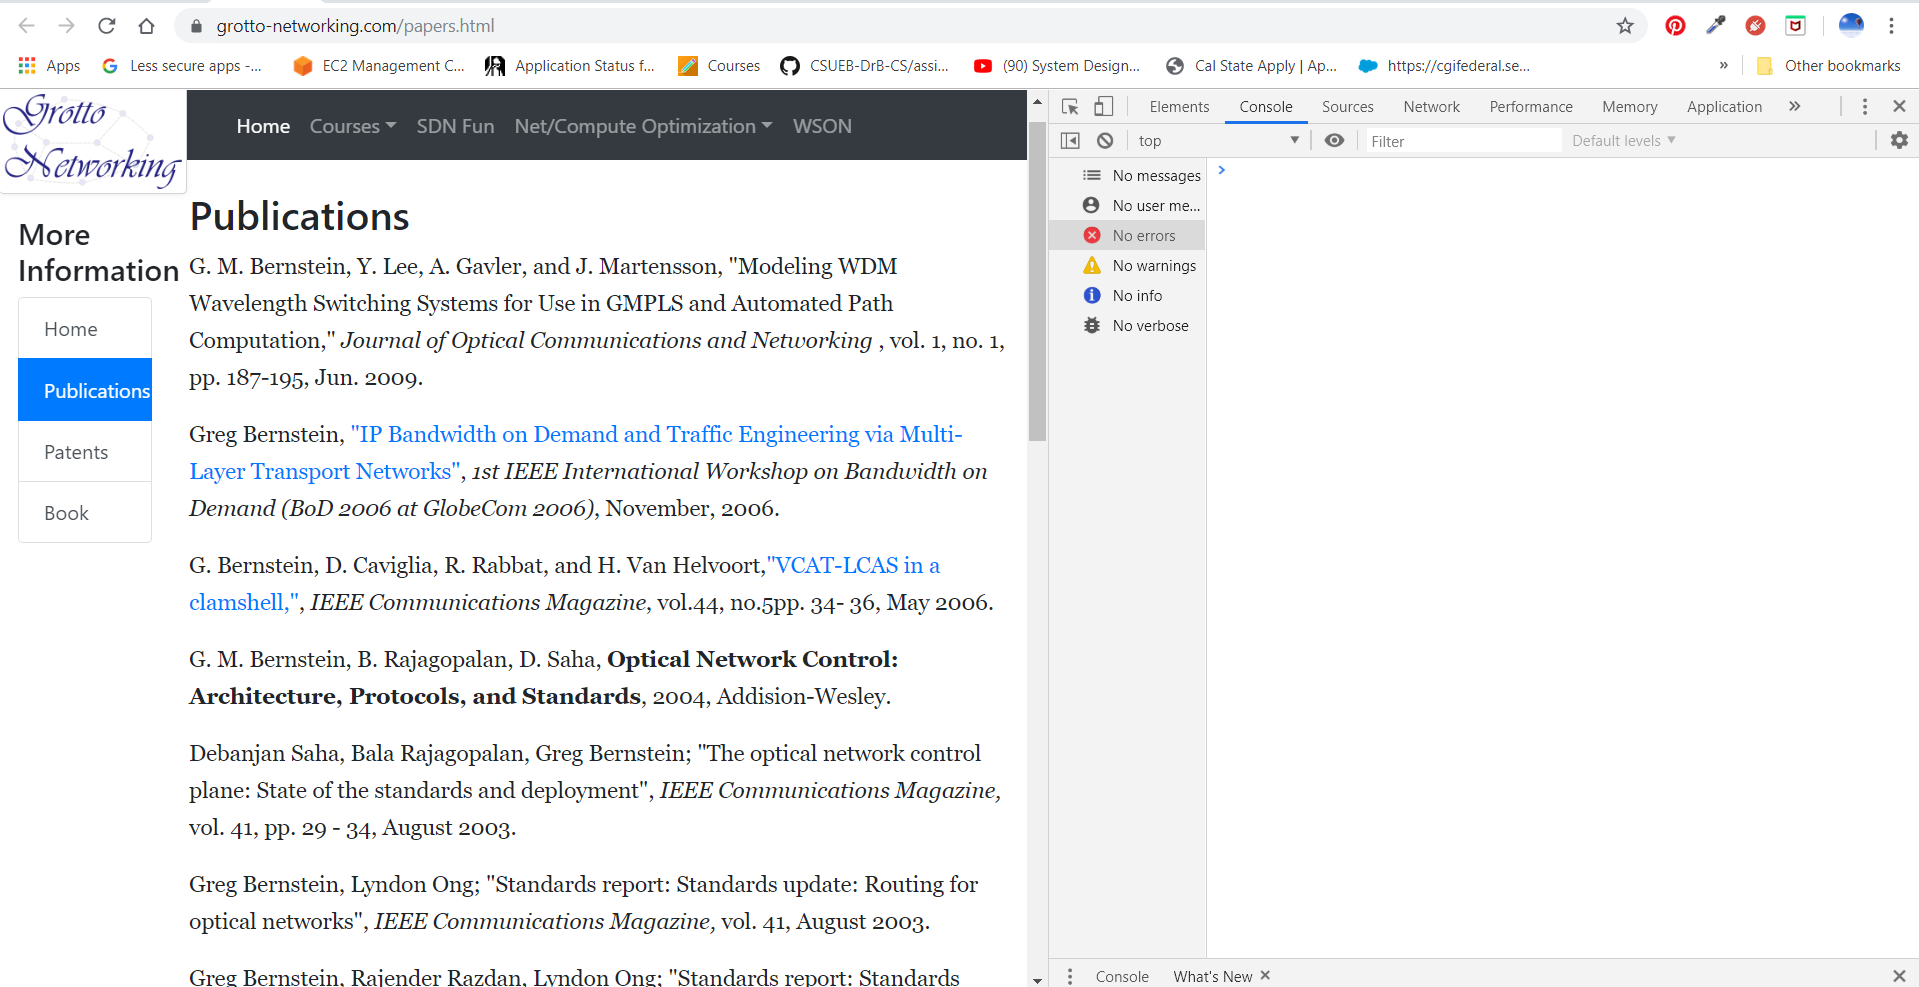 grotto-networking.com/papers.html
Apps
Less secure apps -...
EC2 Management C...
Application Status f...
Courses
CSUEB-DrB-CS/assi...
(90) System Design...
Cal State Apply | Ap...
https://cgifederal.se...
»
Other bookmarks
Grotto
Networking
Home
Courses
SDN Fun
Net/Compute Optimization
WSON
More
Information
Home
Publications
Patents
Book
Publications
G. M. Bernstein, Y. Lee, A. Gavler, and J. Martensson, "Modeling WDM
Wavelength Switching Systems for Use in GMPLS and Automated Path
Computation," Journal of Optical Communications and Networking , vol. 1, no. 1,
pp. 187-195, Jun. 2009.
Greg Bernstein, "IP Bandwidth on Demand and Traffic Engineering via Multi-
Layer Transport Networks", 1st IEEE International Workshop on Bandwidth on
Demand (BoD 2006 at GlobeCom 2006), November, 2006.
G. Bernstein, D. Caviglia, R. Rabbat, and H. Van Helvoort,"VCAT-LCAS in a
clamshell,", IEEE Communications Magazine, vol.44, no.5pp. 34- 36, May 2006.
G. M. Bernstein, B. Rajagopalan, D. Saha, Optical Network Control:
Architecture, Protocols, and Standards, 2004, Addision-Wesley.
Debanjan Saha, Bala Rajagopalan, Greg Bernstein; "The optical network control
plane: State of the standards and deployment", IEEE Communications Magazine,
vol. 41, pp. 29 - 34, August 2003.
Greg Bernstein, Lyndon Ong; "Standards report: Standards update: Routing for
optical networks", IEEE Communications Magazine, vol. 41, August 2003.
Greg Bernstein, Rajender Razdan, Lyndon Ong; "Standards report: Standards
Elements
Console
Sources
Network
Performance
Memory
Application
»
top
Filter
Default levels
No messages
No user me...
No errors
No warnings
No info
No verbose
Console
What's New